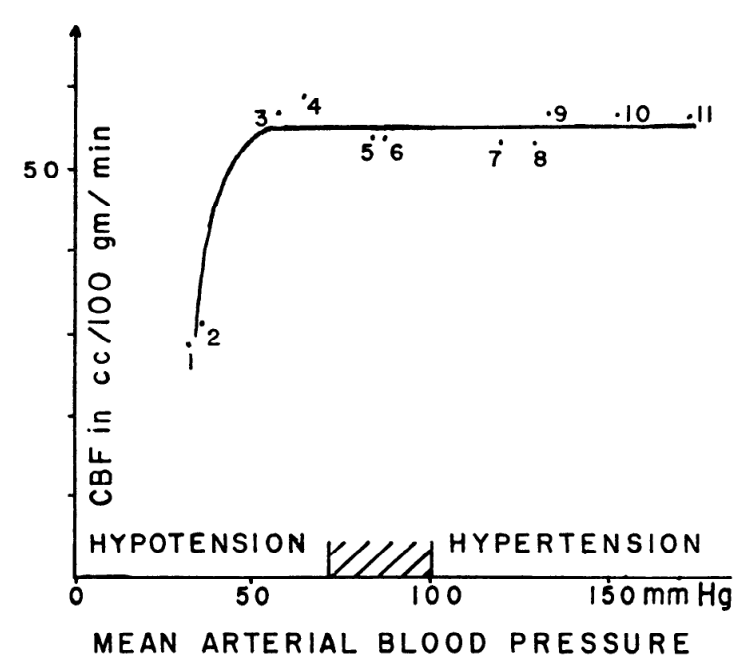 3 4 9 10 11
5 6 7 8
50
2
1
CBF in cc/100 gm/ min
HYPOTENSION HYPERTENSION
0 50 100 150 mm Hg
MEAN ARTERIAL BLOOD PRESSURE